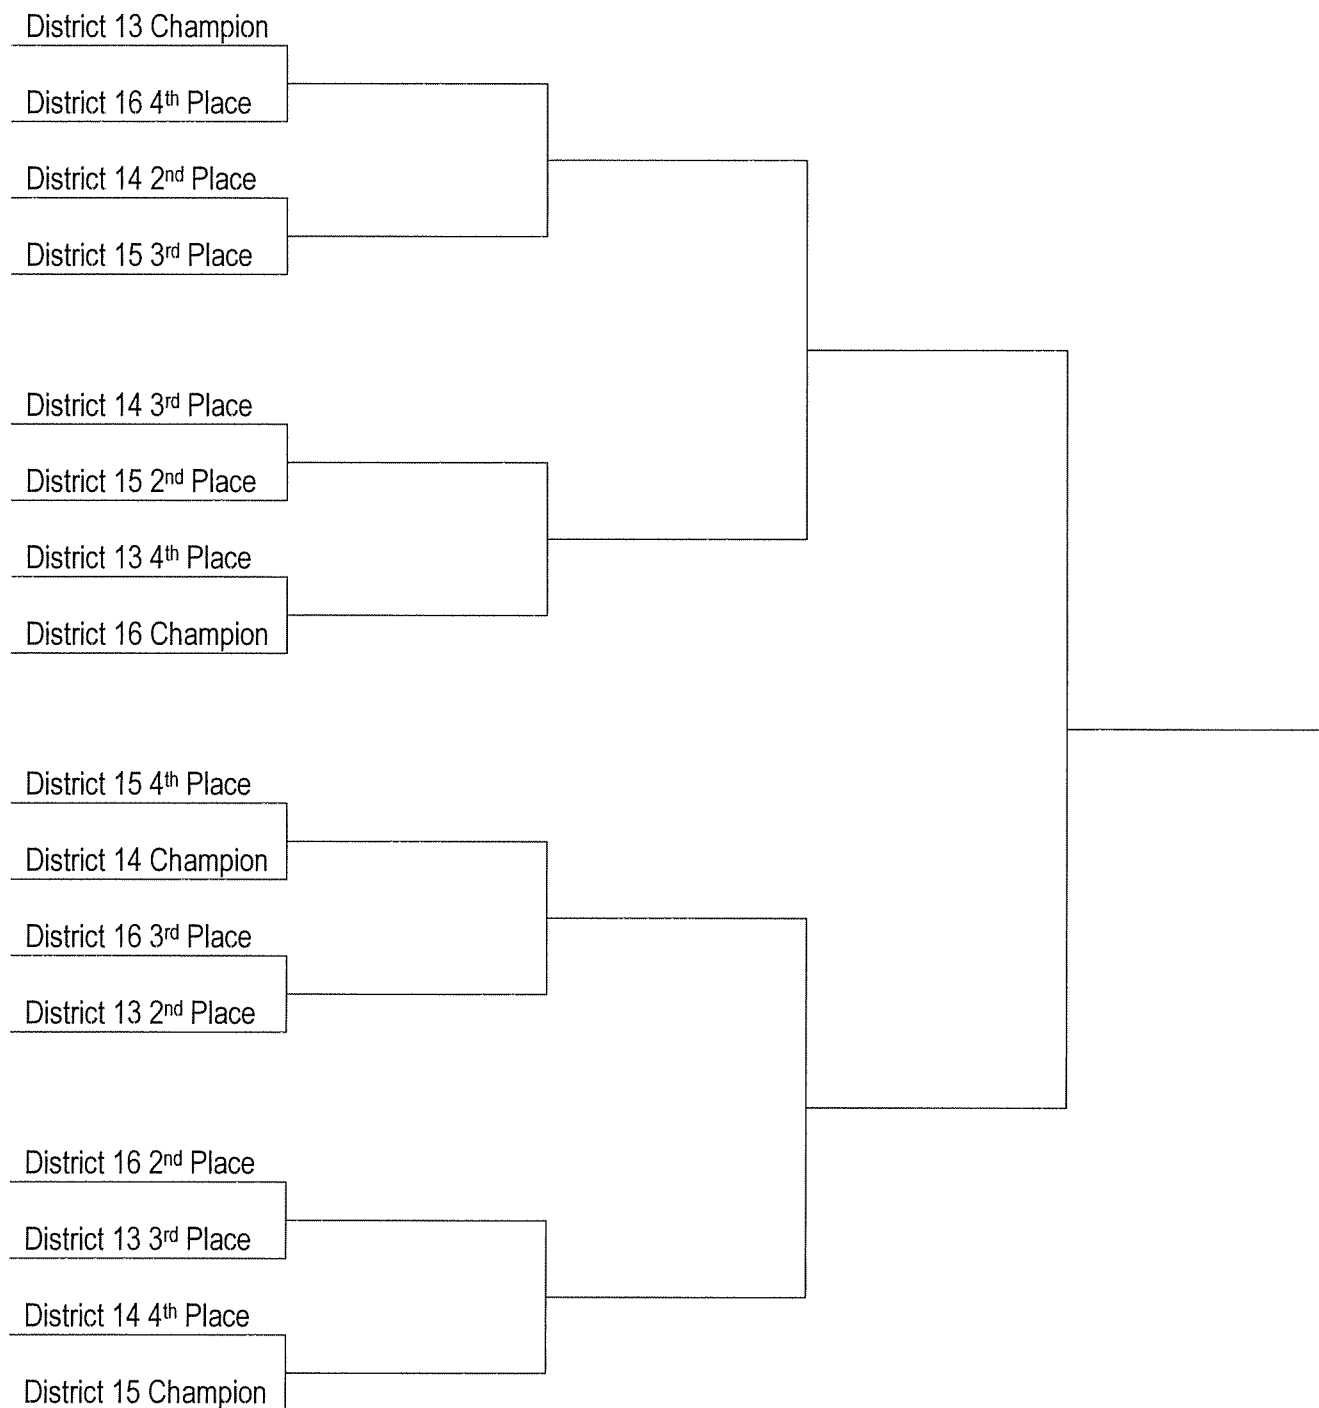 District 13 Champion
District 16 4th Place
District 14 2nd Place
District 15 3rd Place
District 14 3rd Place
District 15 2nd Place
District 13 4th Place
District 16 Champion
District 15 4th Place
District 14 Champion
District 16 3rd Place
District 13 2nd Place
District 16 2nd Place
District 13 3rd Place
District 14 4th Place
District 15 Champion